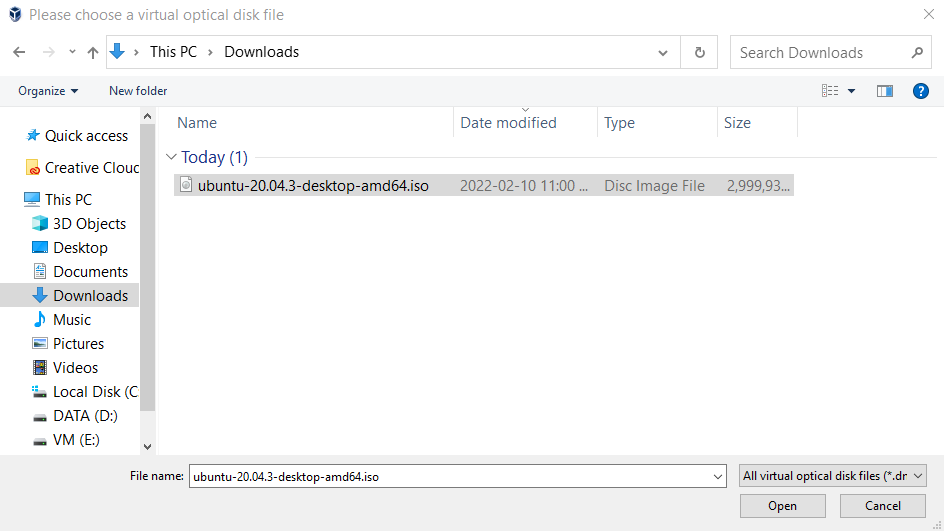 Please choose a virtual optical disk file
This PC > Downloads
Search Downloads
Organize
New folder
?
Name
Date modified
Type
Size
Quick access
Creative Clouc
This PC
3D Objects
Desktop
Documents
Downloads
Music
Pictures
Videos
Local Disk (C
DATA (D:)
VM (E:)
Today (1)
ubuntu-20.04.3-desktop-amd64.iso 2022-02-10 11:00 ... Disc Image File 2,999,93...
File name: ubuntu-20.04.3-desktop-amd64.iso
All virtual optical disk files (*.dr
Open
Cancel